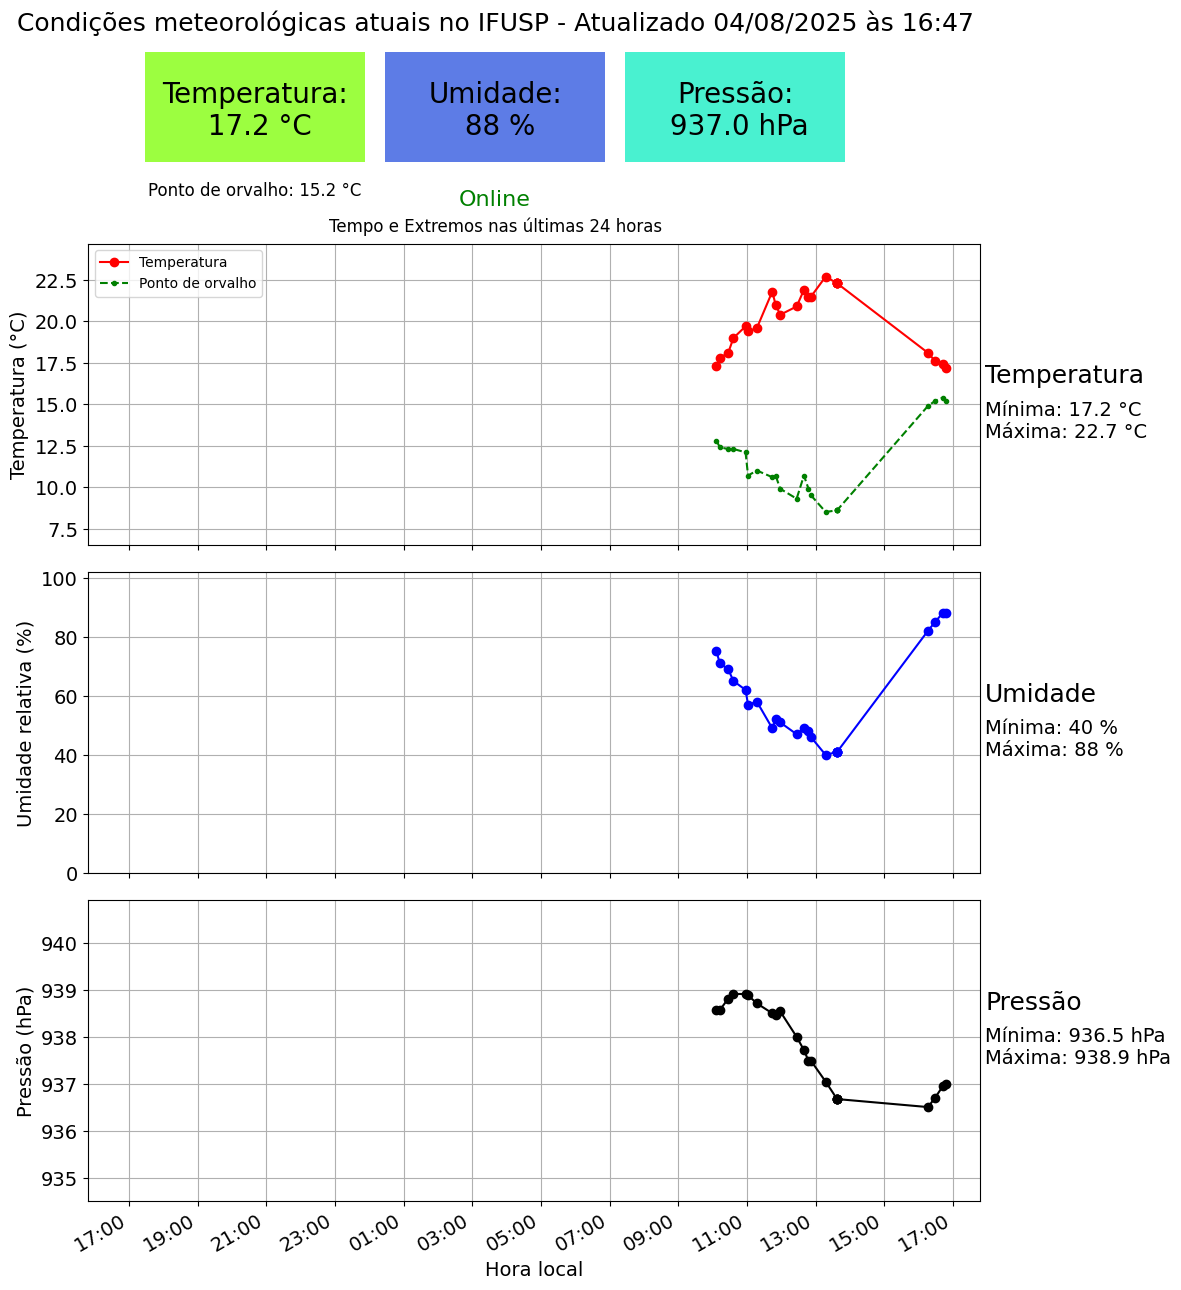 Condições meteorológicas atuais no IFUSP - Atualizado 04/08/2025 às 16:47
Temperatura:
17.2 °C
Umidade:
88 %
Pressão:
937.0 hPa
Ponto de orvalho: 15.2 °C
Online
Tempo e Extremos nas últimas 24 horas
Temperatura
Ponto de orvalho
Temperatura (°C)
22.5
20.0
17.5
15.0
12.5
10.0
7.5
Temperatura
Mínima: 17.2 °C
Máxima: 22.7 °C
Umidade relativa (%)
100
80
60
40
20
0
Umidade
Mínima: 40 %
Máxima: 88 %
Pressão (hPa)
940
939
938
937
936
935
Pressão
Mínima: 936.5 hPa
Máxima: 938.9 hPa
17:00 19:00 21:00 23:00 01:00 03:00 05:00 07:00 09:00 11:00 13:00 15:00 17:00
Hora local